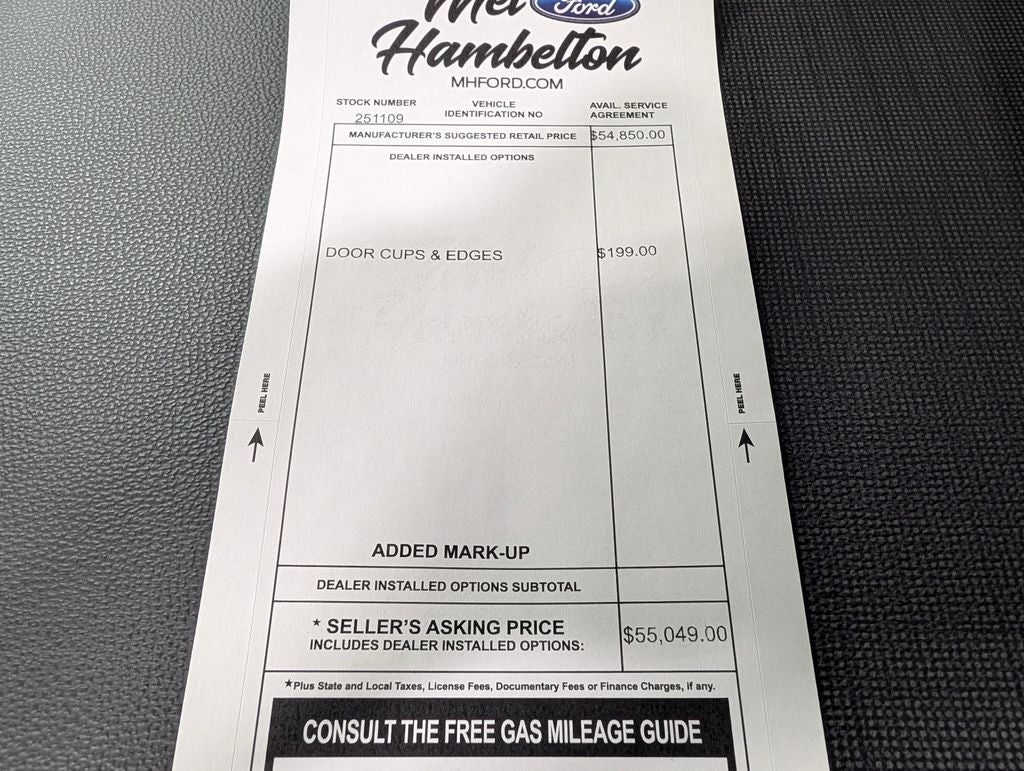 Mel Ford
Hambelton
MHFORD.COM
STOCK NUMBER
251109
VEHICLE
IDENTIFICATION NO
AVAIL. SERVICE
AGREEMENT
MANUFACTURER'S SUGGESTED RETAIL PRICE $54,850.00
DEALER INSTALLED OPTIONS
DOOR CUPS & EDGES $199.00
PEEL HERE
PEEL HERE
ADDED MARK-UP
DEALER INSTALLED OPTIONS SUBTOTAL
* SELLER'S ASKING PRICE
INCLUDES DEALER INSTALLED OPTIONS:
$55,049.00
★Plus State and Local Taxes, License Fees, Documentary Fees or Finance Charges, if any.
CONSULT THE FREE GAS MILEAGE GUIDE